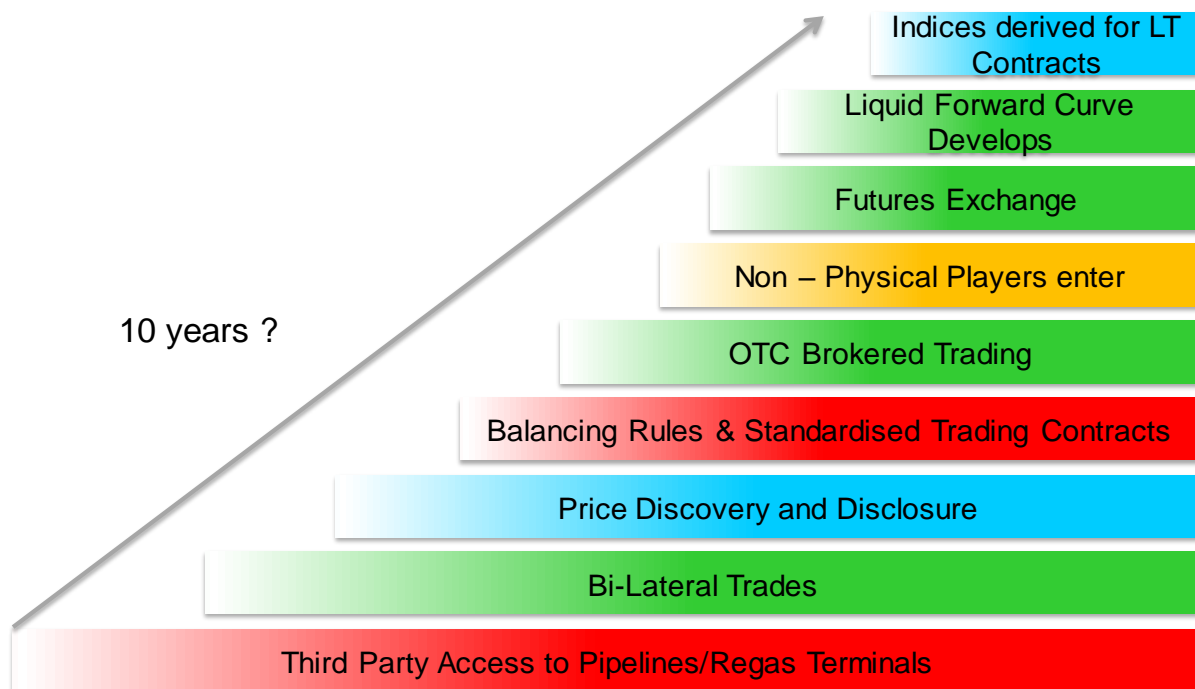 Indices derived for LT
Contracts
Liquid Forward Curve
Develops
Futures Exchange
Non – Physical Players enter
10 years ?
OTC Brokered Trading
Balancing Rules & Standardised Trading Contracts
Price Discovery and Disclosure
Bi-Lateral Trades
Third Party Access to Pipelines/Regas Terminals